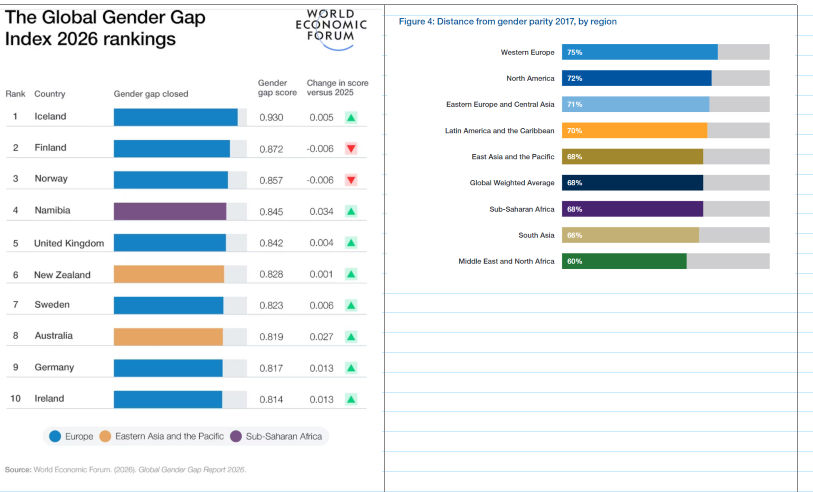 The Global Gender Gap
Index 2026 rankings
WORLD
ECONOMIC
FORUM
Rank Country Gender gap closed Gender gap score Change in score versus 2025
1 Iceland 0.930 0.005
2 Finland 0.872 -0.006
3 Norway 0.857 -0.006
4 Namibia 0.845 0.034
5 United Kingdom 0.842 0.004
6 New Zealand 0.828 0.001
7 Sweden 0.823 0.006
8 Australia 0.819 0.027
9 Germany 0.817 0.013
10 Ireland 0.814 0.013
Europe Eastern Asia and the Pacific Sub-Saharan Africa
Source: World Economic Forum. (2026). Global Gender Gap Report 2026.
Figure 4: Distance from gender parity 2017, by region
Western Europe 75%
North America 72%
Eastern Europe and Central Asia 71%
Latin America and the Caribbean 70%
East Asia and the Pacific 68%
Global Weighted Average 68%
Sub-Saharan Africa 68%
South Asia 66%
Middle East and North Africa 60%